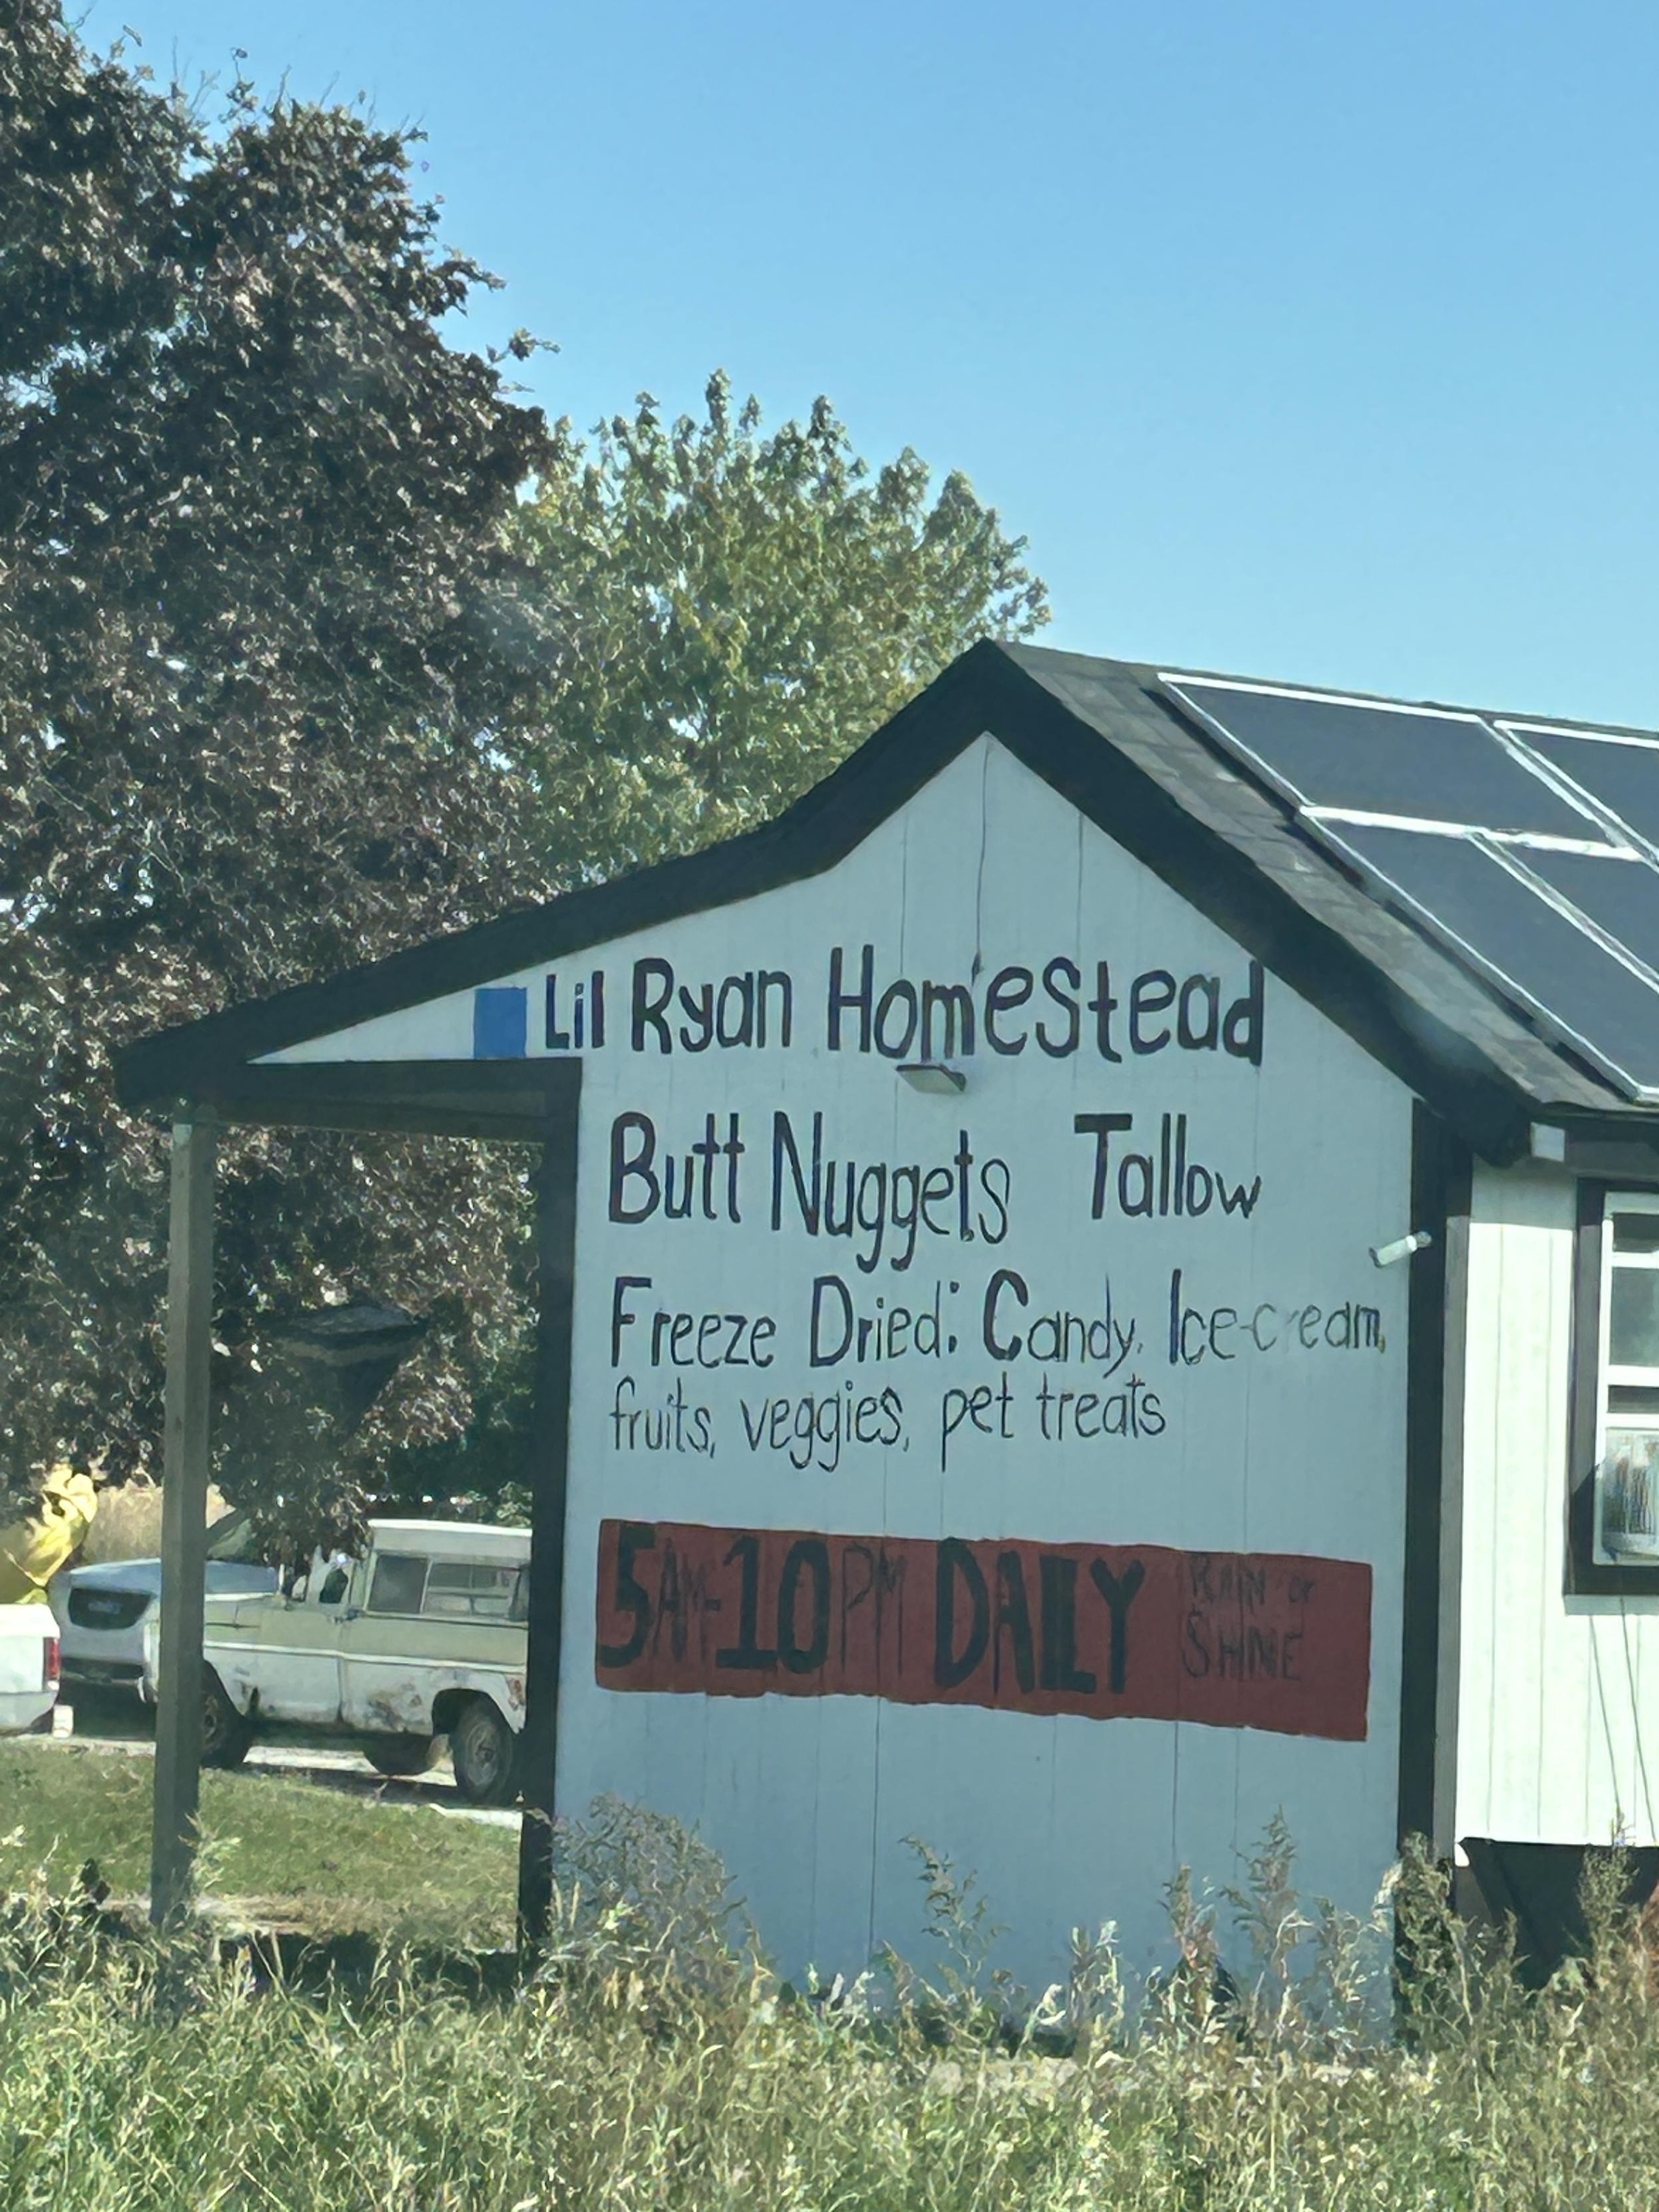 Lil Ryan Homestead
Butt Nuggets Tallow
Freeze Dried: Candy, Ice-cream,
fruits, veggies, pet treats
5AM-10PM DAILY RAIN or
SHINE